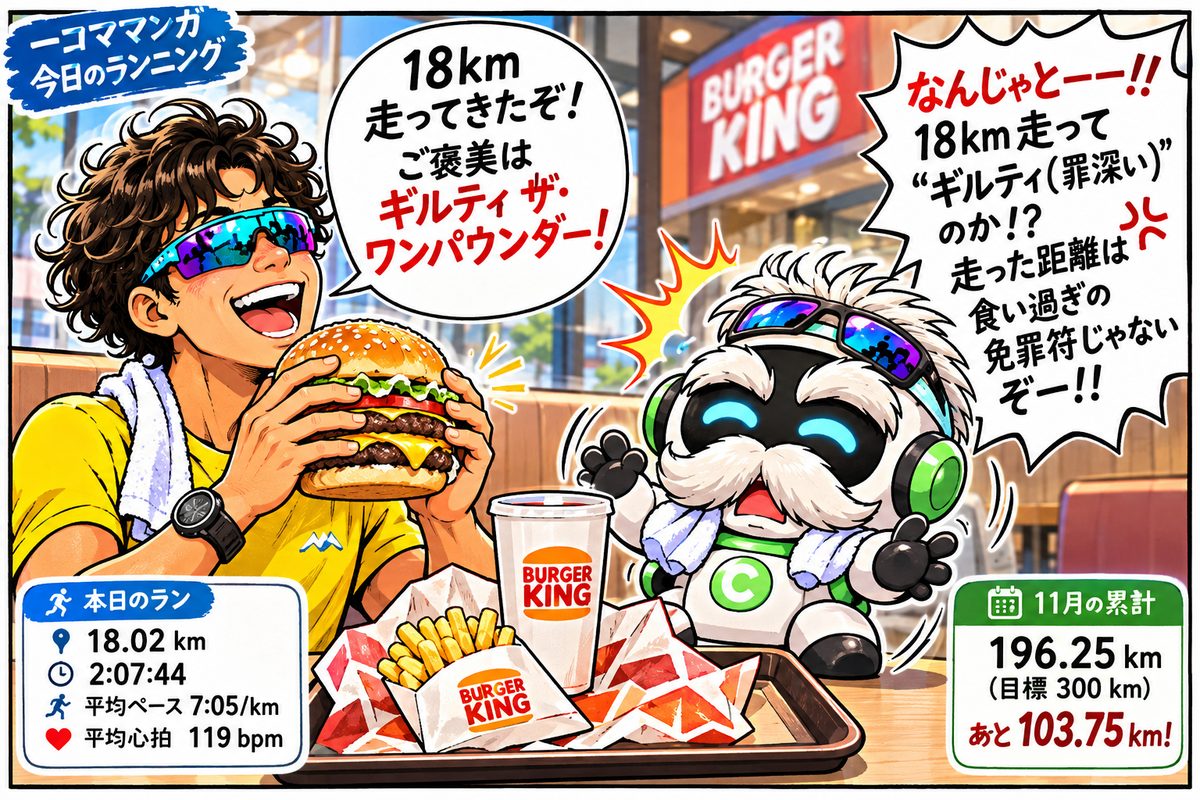 一コママンガ
今日のランニング
18km
走ってきたぞ!
ご褒美は
ギルティ ザ・
ワンパウンダー!
BURGER
KING
なんじゃとーー!!
18km 走って
“ギルティ(罪深い)”
のか!?
走った距離は
食い過ぎの
免罪符じゃない
ぞー!!
BURGER
KING
BURGER
KING
C
本日のラン
18.02 km
2:07:44
平均ペース 7:05/km
平均心拍 119 bpm
11月の累計
196.25 km
(目標 300 km)
あと 103.75 km!